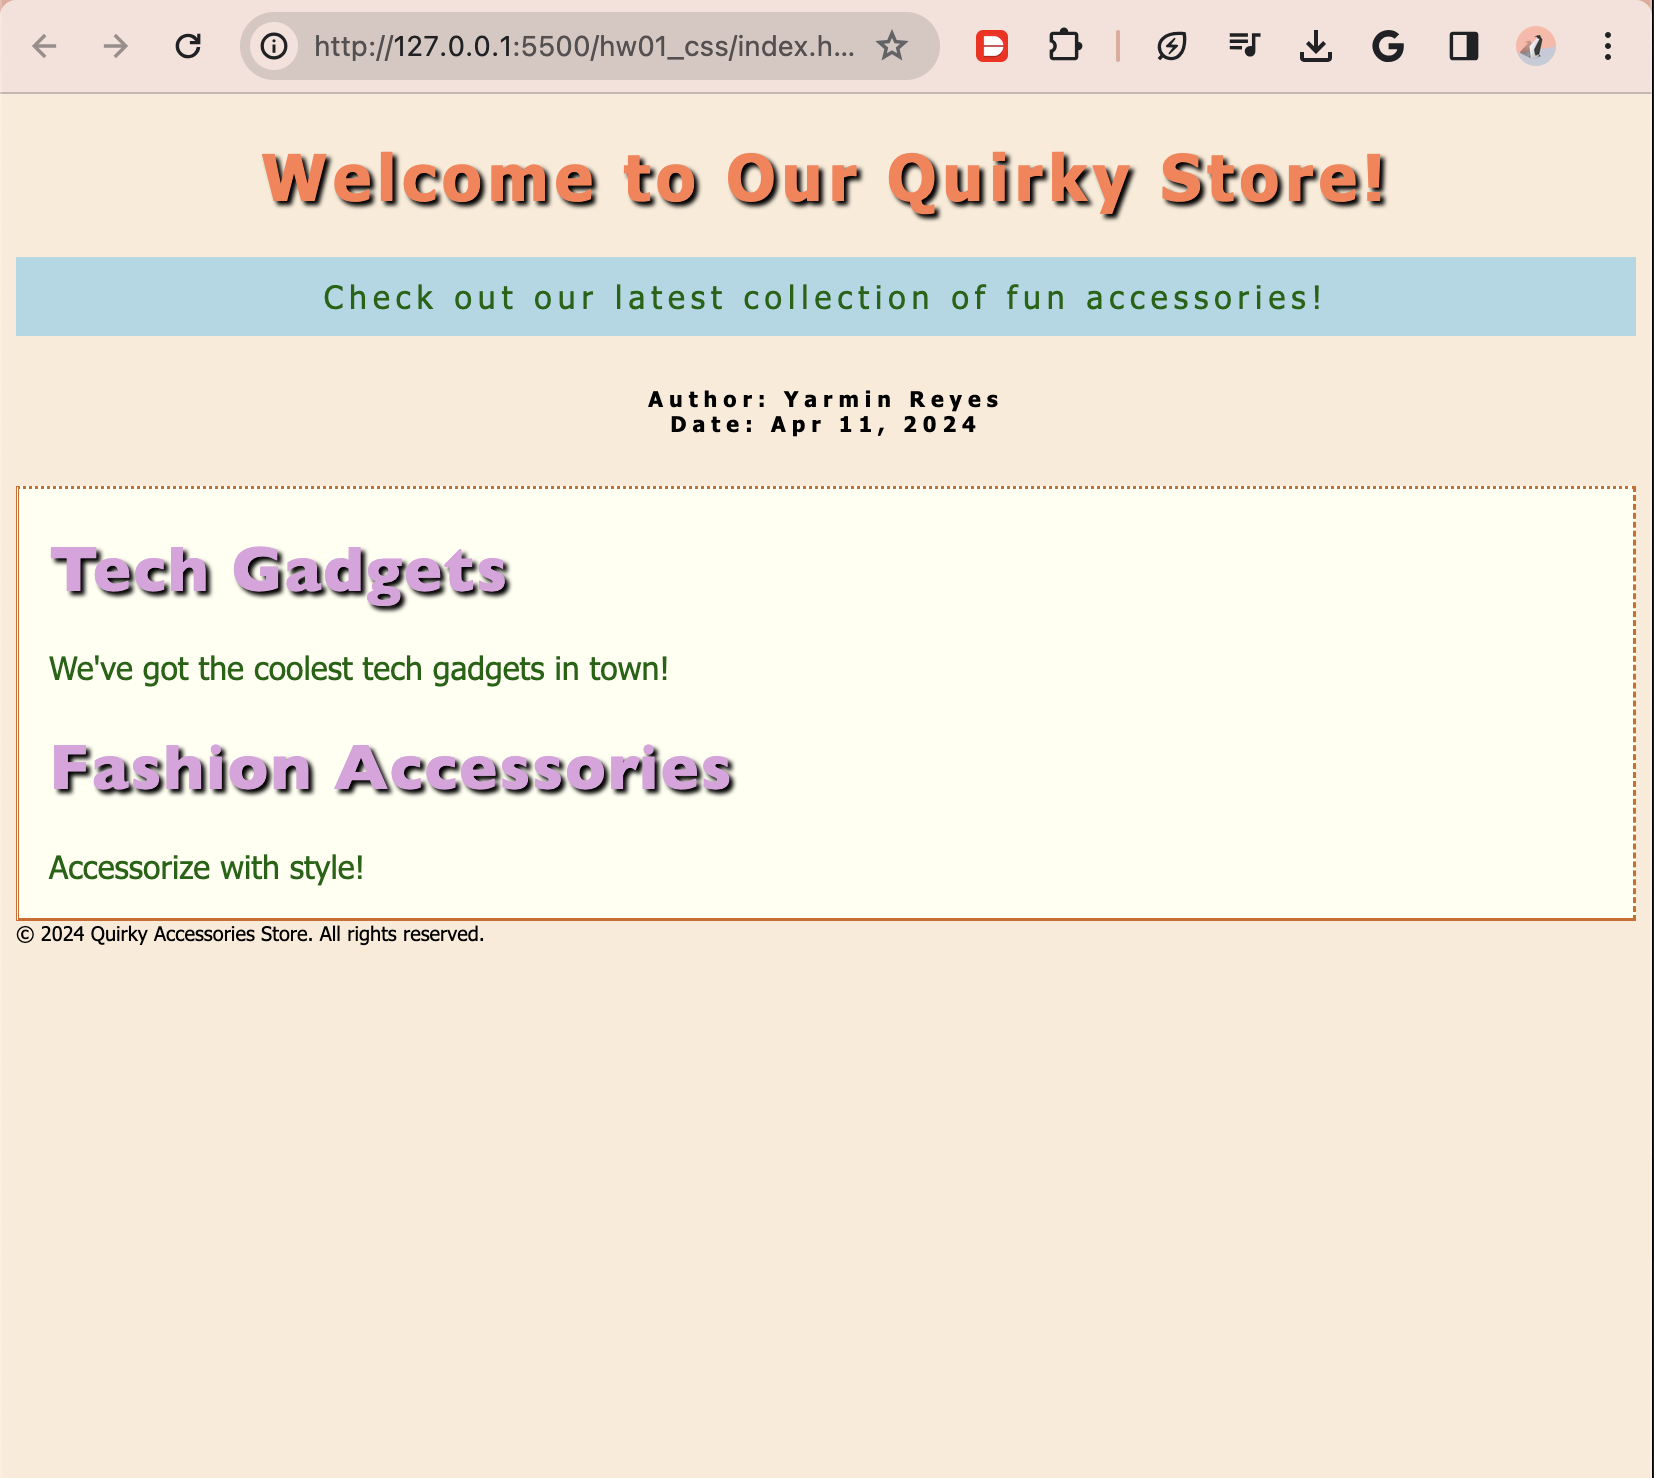 http://127.0.0.1:5500/hw01_css/index.h...
Welcome to Our Quirky Store!
Check out our latest collection of fun accessories!
Author: Yarmin Reyes
Date: Apr 11, 2024
Tech Gadgets
We've got the coolest tech gadgets in town!
Fashion Accessories
Accessorize with style!
© 2024 Quirky Accessories Store. All rights reserved.